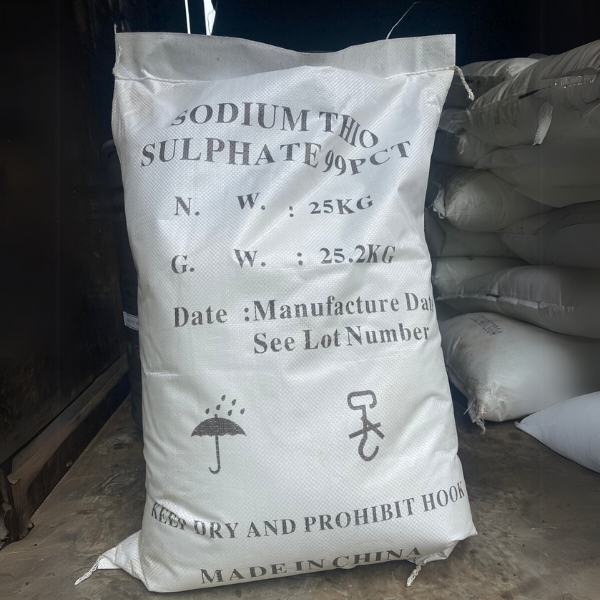 SODIUM THIO
SULPHATE 99PCT
N. W. : 25KG
G. W. : 25.2KG
Date :Manufacture Dat
See Lot Number
KEEP DRY AND PROHIBIT HOOK
MADE IN CHINA